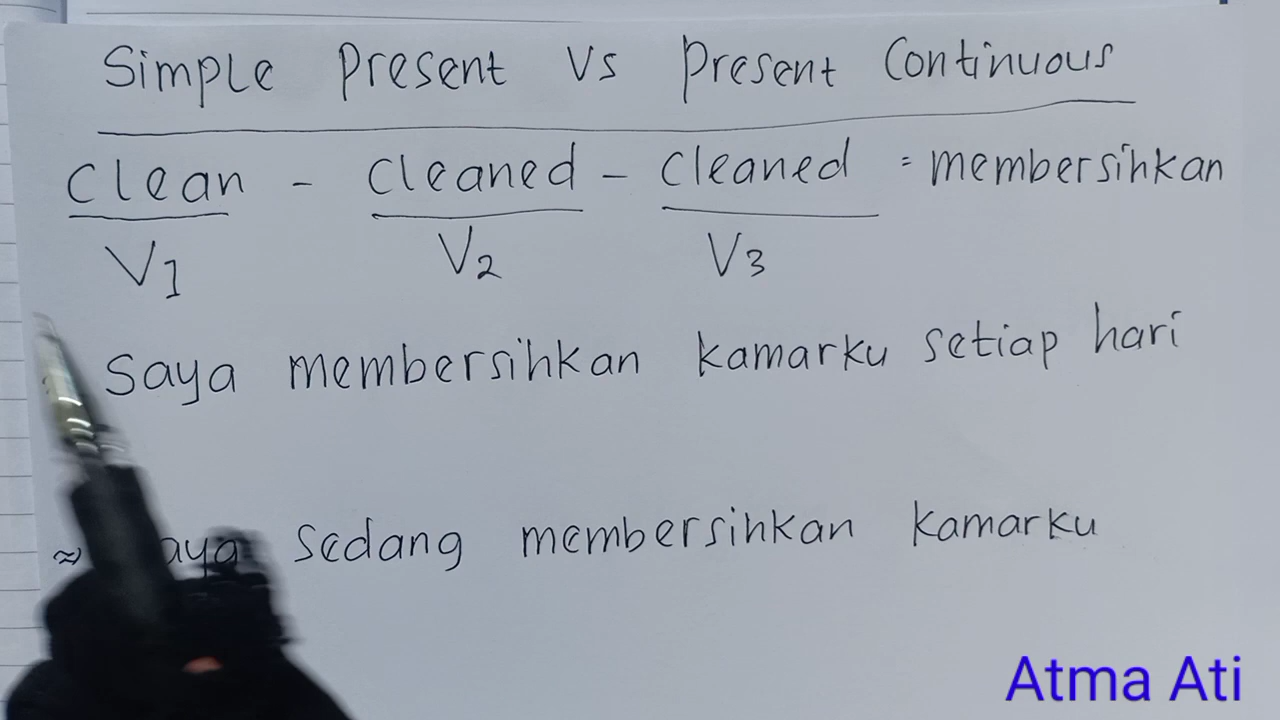 Simple Present Vs Present Continuous
Clean - Cleaned - Cleaned = membersihkan
V1 V2 V3
Saya membersihkan kamarku setiap hari
≈ sedang membersihkan kamarku
Atma Ati